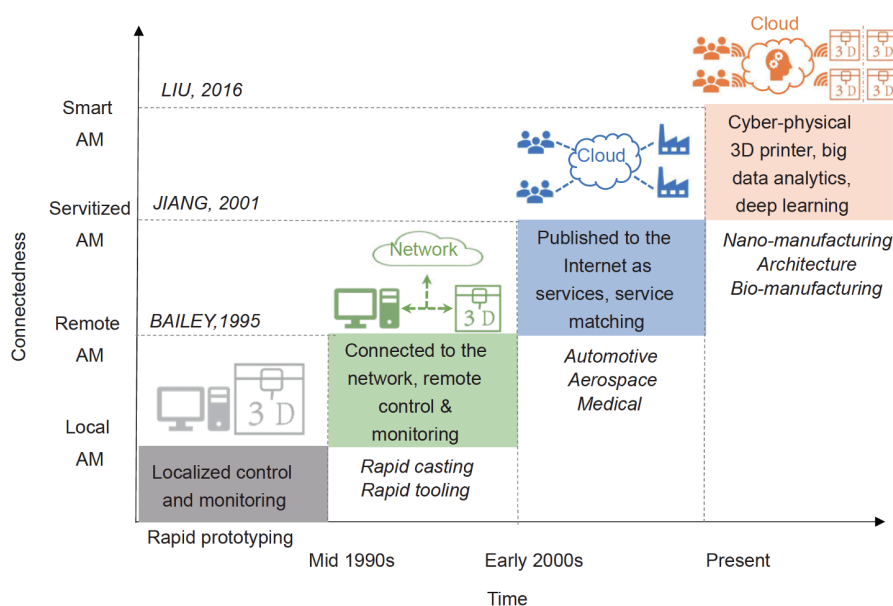 Cloud
3D
3D
3D
3D
LIU, 2016
Smart
AM
Cyber-physical
3D printer, big
data analytics,
deep learning
Cloud
JIANG, 2001
Servitized
AM
Published to the
Internet as
services, service
matching
Nano-manufacturing
Architecture
Bio-manufacturing
Network
3D
BAILEY,1995
Remote
AM
Connected to the
network, remote
control &
monitoring
Automotive
Aerospace
Medical
3D
Local
AM
Localized control
and monitoring
Rapid casting
Rapid tooling
Rapid prototyping
Mid 1990s
Early 2000s
Present
Time
Connectedness